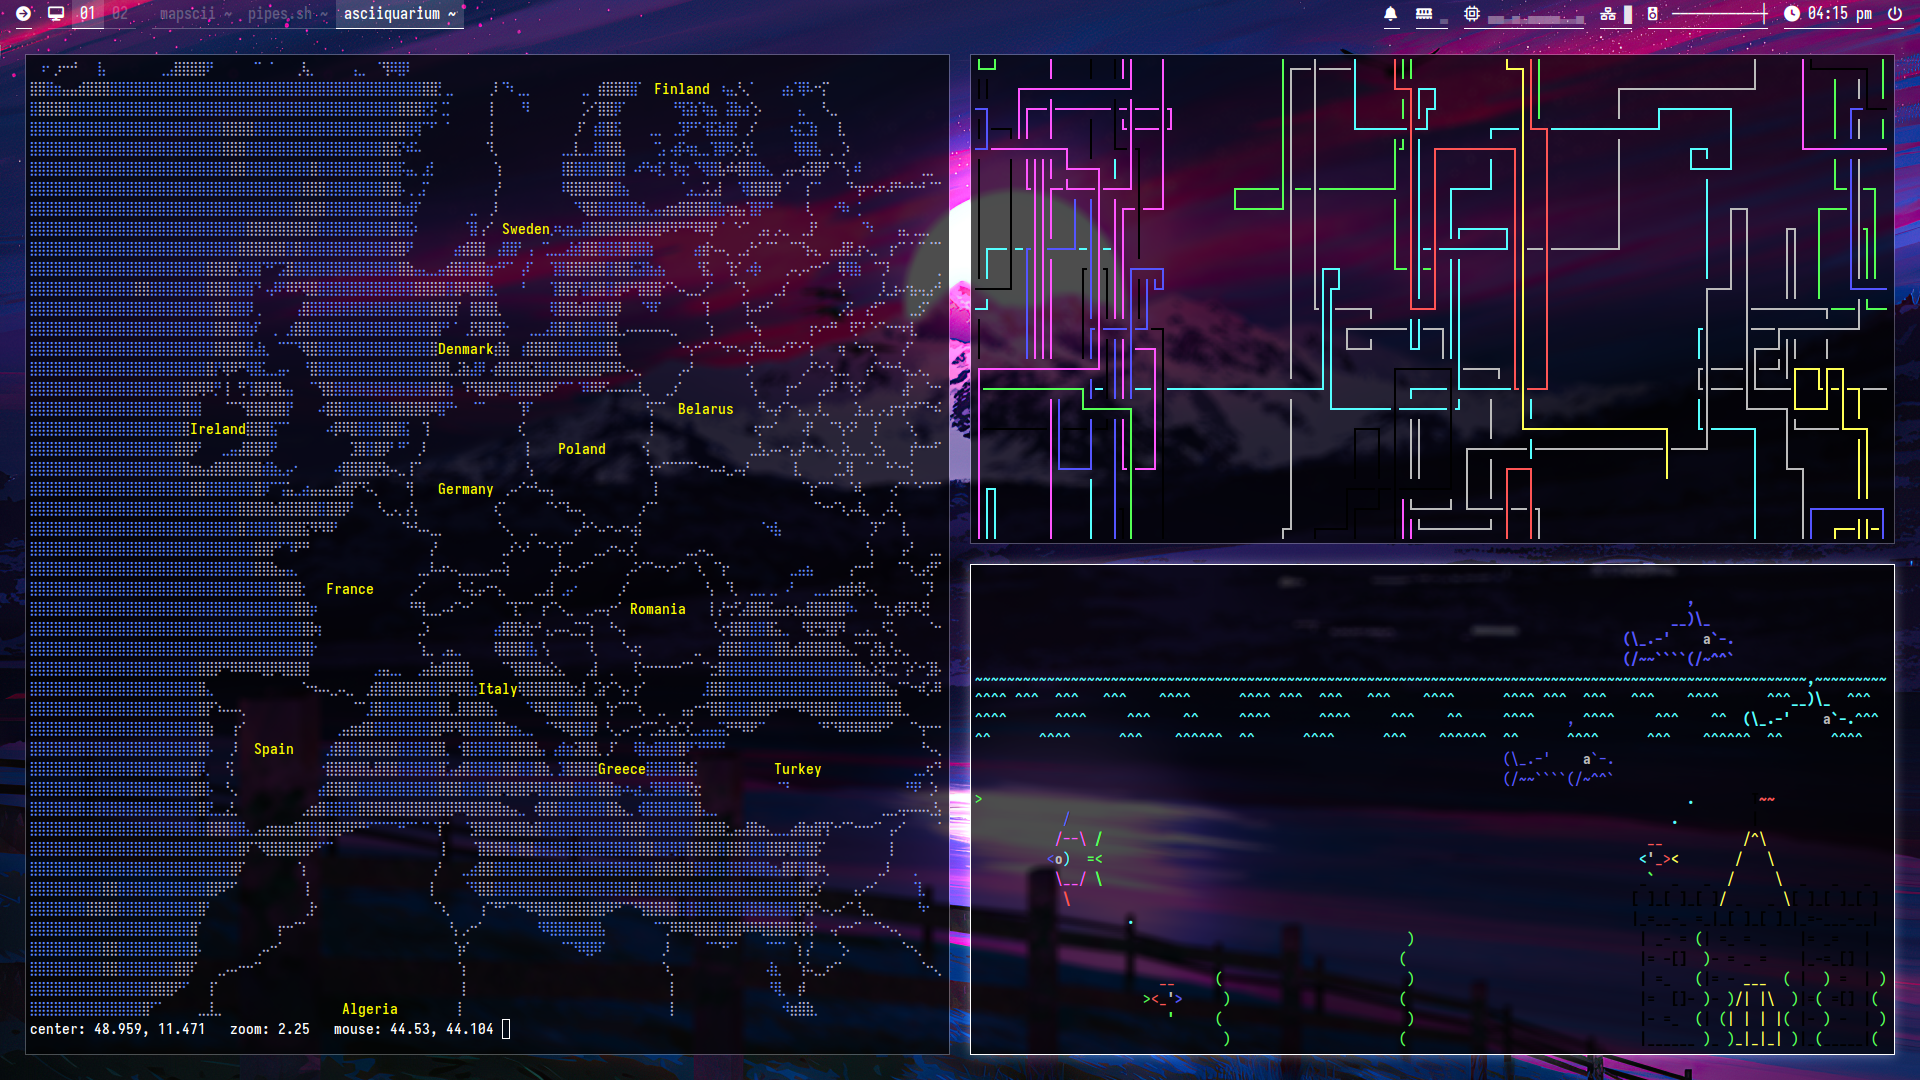 01 02 mapscii ~ pipes.sh ~ asciiquarium ~ 04:15 pm
Finland
Sweden
Denmark
Belarus
Ireland
Poland
Germany
France
Romania
Italy
Spain
Greece
Turkey
Algeria
center: 48.959, 11.471 zoom: 2.25 mouse: 44.53, 44.104